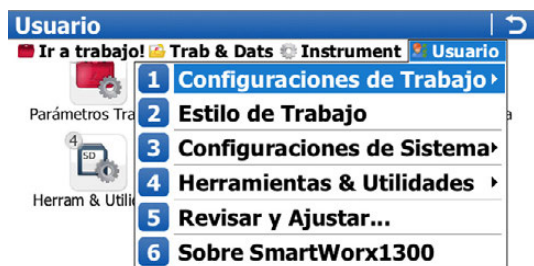 Usuario
Ir a trabajo! Trab & Dats Instrument Usuario
1 Configuraciones de Trabajo
Parámetros Tra
2 Estilo de Trabajo
3 Configuraciones de Sistema
4 SD
4 Herramientas & Utilidades
Herram & Utili
5 Revisar y Ajustar...
6 Sobre SmartWorx1300